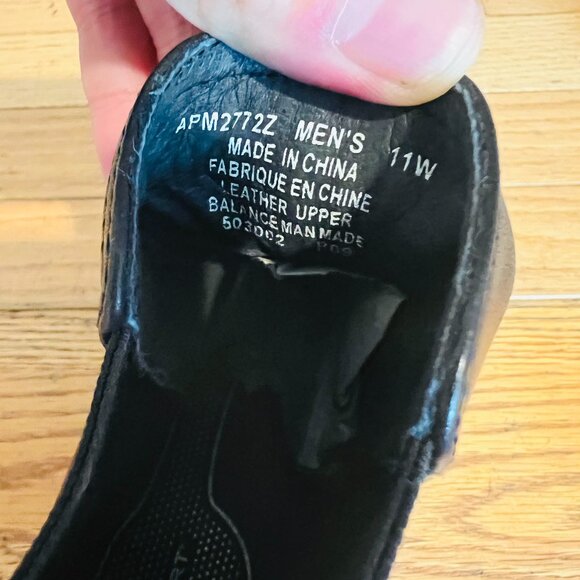 APM2772Z MEN'S 11W
MADE IN CHINA
FABRIQUE EN CHINE
LEATHER UPPER
BALANCE MAN MADE
503002